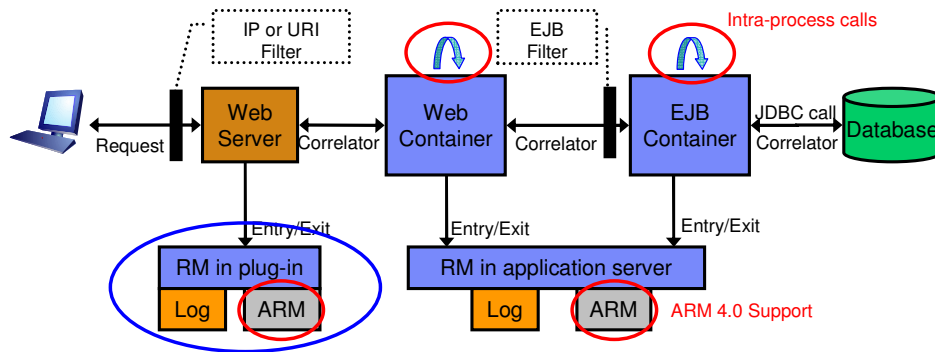 IP or URI
Filter
EJB
Filter
Intra-process calls
Web
Server
Web
Container
EJB
Container
JDBC call
Database
Request
Correlator
Correlator
Correlator
Entry/Exit
Entry/Exit
Entry/Exit
RM in plug-in
RM in application server
Log
ARM
Log
ARM
ARM 4.0 Support